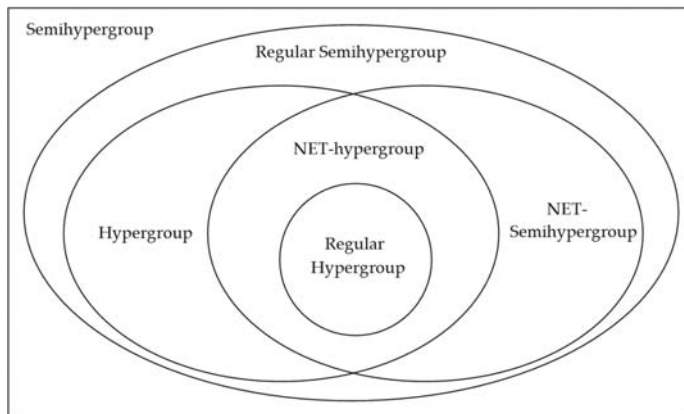 Semihypergroup
Regular Semihypergroup
NET-hypergroup
Hypergroup
NET-
Semihypergroup
Regular
Hypergroup